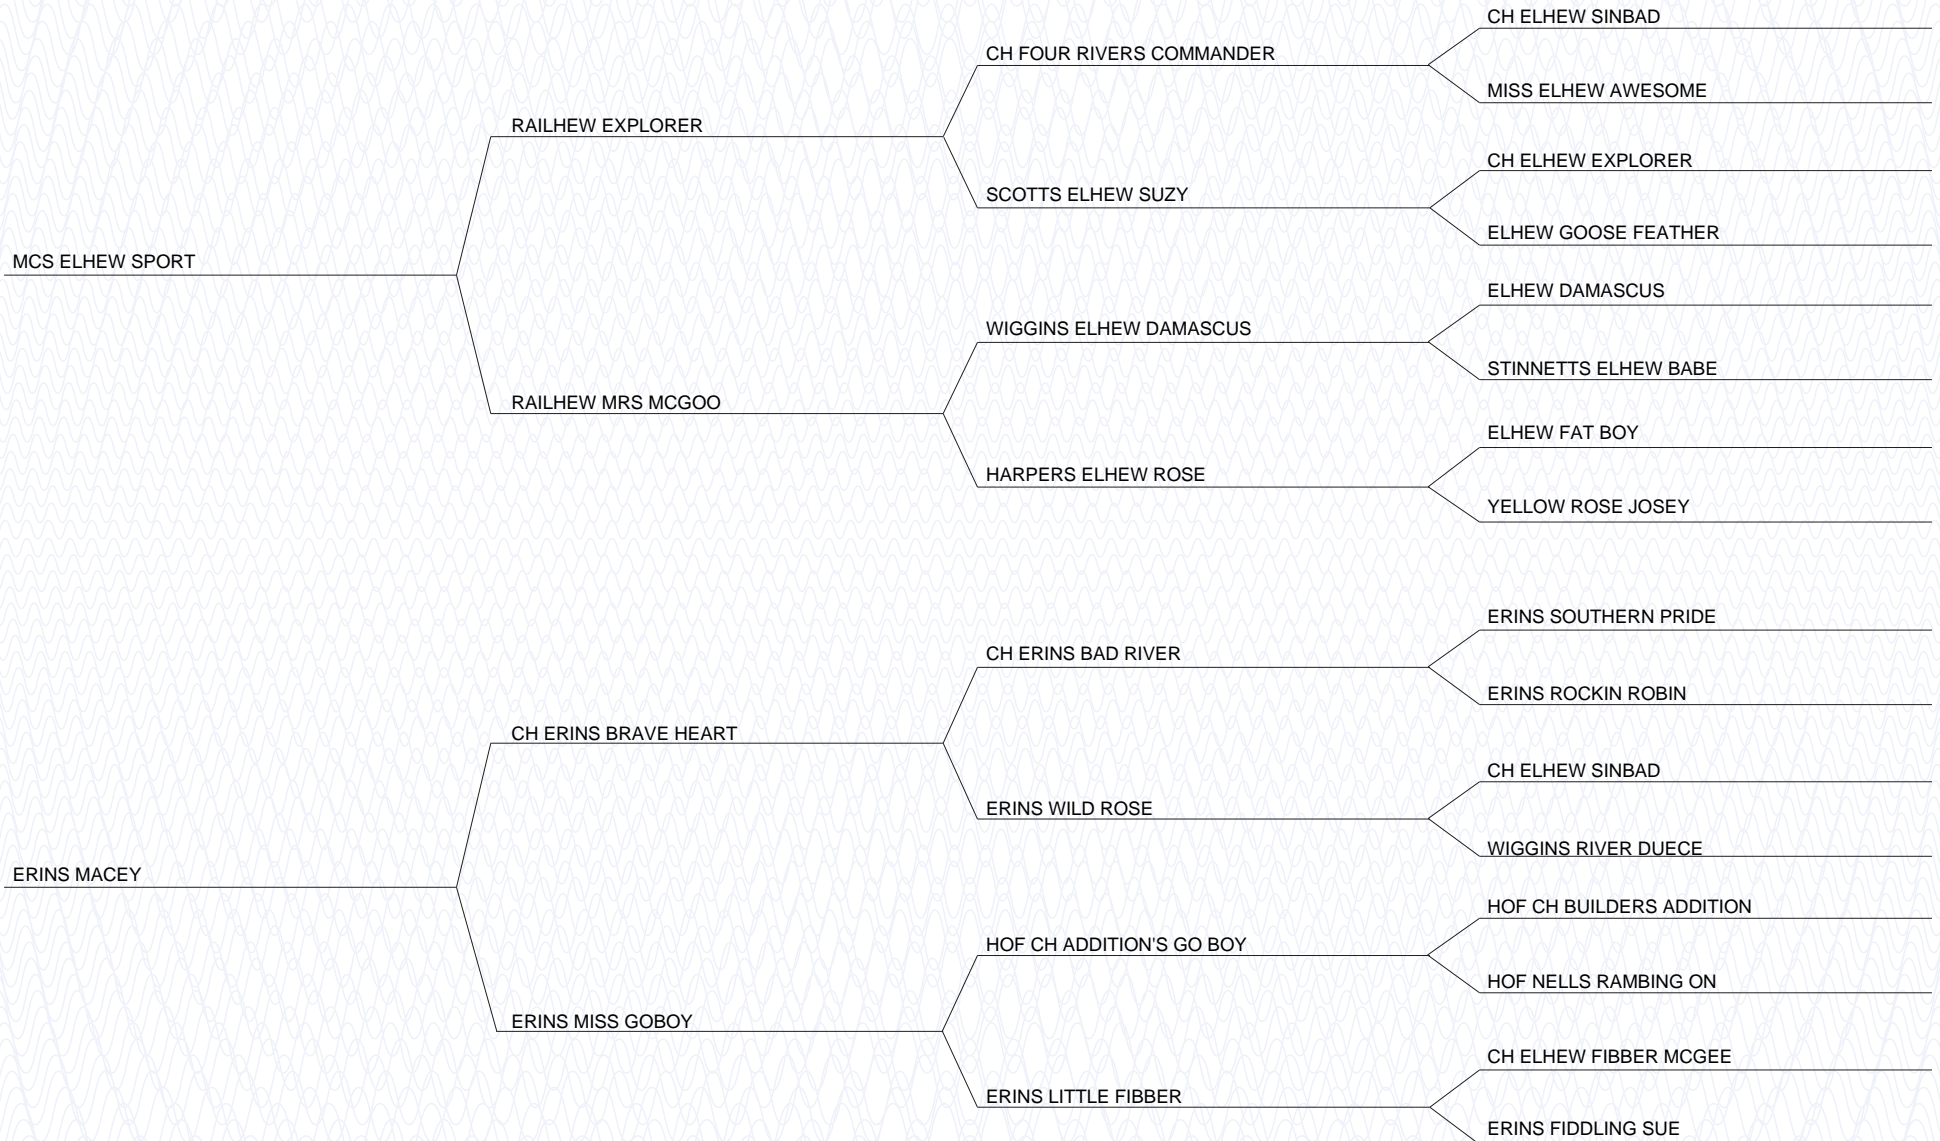 CH ELHEW SINBAD
CH FOUR RIVERS COMMANDER
MISS ELHEW AWESOME
RAILHEW EXPLORER
CH ELHEW EXPLORER
SCOTTS ELHEW SUZY
ELHEW GOOSE FEATHER
MCS ELHEW SPORT
ELHEW DAMASCUS
WIGGINS ELHEW DAMASCUS
STINNETTS ELHEW BABE
RAILHEW MRS MCGOO
ELHEW FAT BOY
HARPERS ELHEW ROSE
YELLOW ROSE JOSEY
ERINS SOUTHERN PRIDE
CH ERINS BAD RIVER
ERINS ROCKIN ROBIN
CH ERINS BRAVE HEART
CH ELHEW SINBAD
ERINS WILD ROSE
WIGGINS RIVER DUECE
ERINS MACEY
HOF CH BUILDERS ADDITION
HOF CH ADDITION'S GO BOY
HOF NELLS RAMBING ON
ERINS MISS GOBOY
CH ELHEW FIBBER MCGEE
ERINS LITTLE FIBBER
ERINS FIDDLING SUE